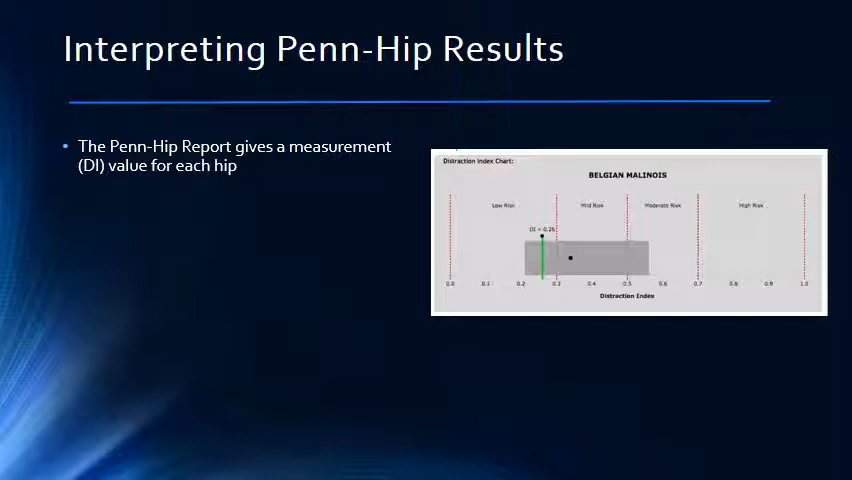 Interpreting Penn-Hip Results
• The Penn-Hip Report gives a measurement
(DI) value for each hip
Distraction Index Chart:
BELGIAN MALINOIS
Low Risk Mild Risk Moderate Risk High Risk
DI = 0.26
0.0 0.1 0.2 0.3 0.4 0.5 0.6 0.7 0.8 0.9 1.0
Distraction Index